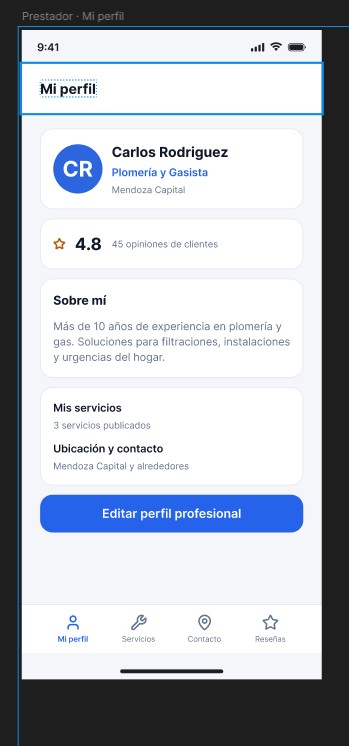 Prestador · Mi perfil
9:41
Mi perfil
CR
Carlos Rodriguez
Plomería y Gasista
Mendoza Capital
4.8 45 opiniones de clientes
Sobre mí
Más de 10 años de experiencia en plomería y
gas. Soluciones para filtraciones, instalaciones
y urgencias del hogar.
Mis servicios
3 servicios publicados
Ubicación y contacto
Mendoza Capital y alrededores
Editar perfil profesional
Mi perfil Servicios Contacto Reseñas